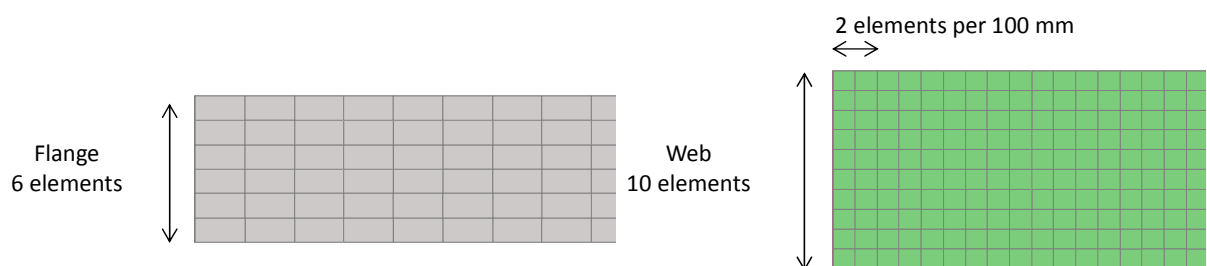 2 elements per 100 mm
Flange
6 elements
Web
10 elements